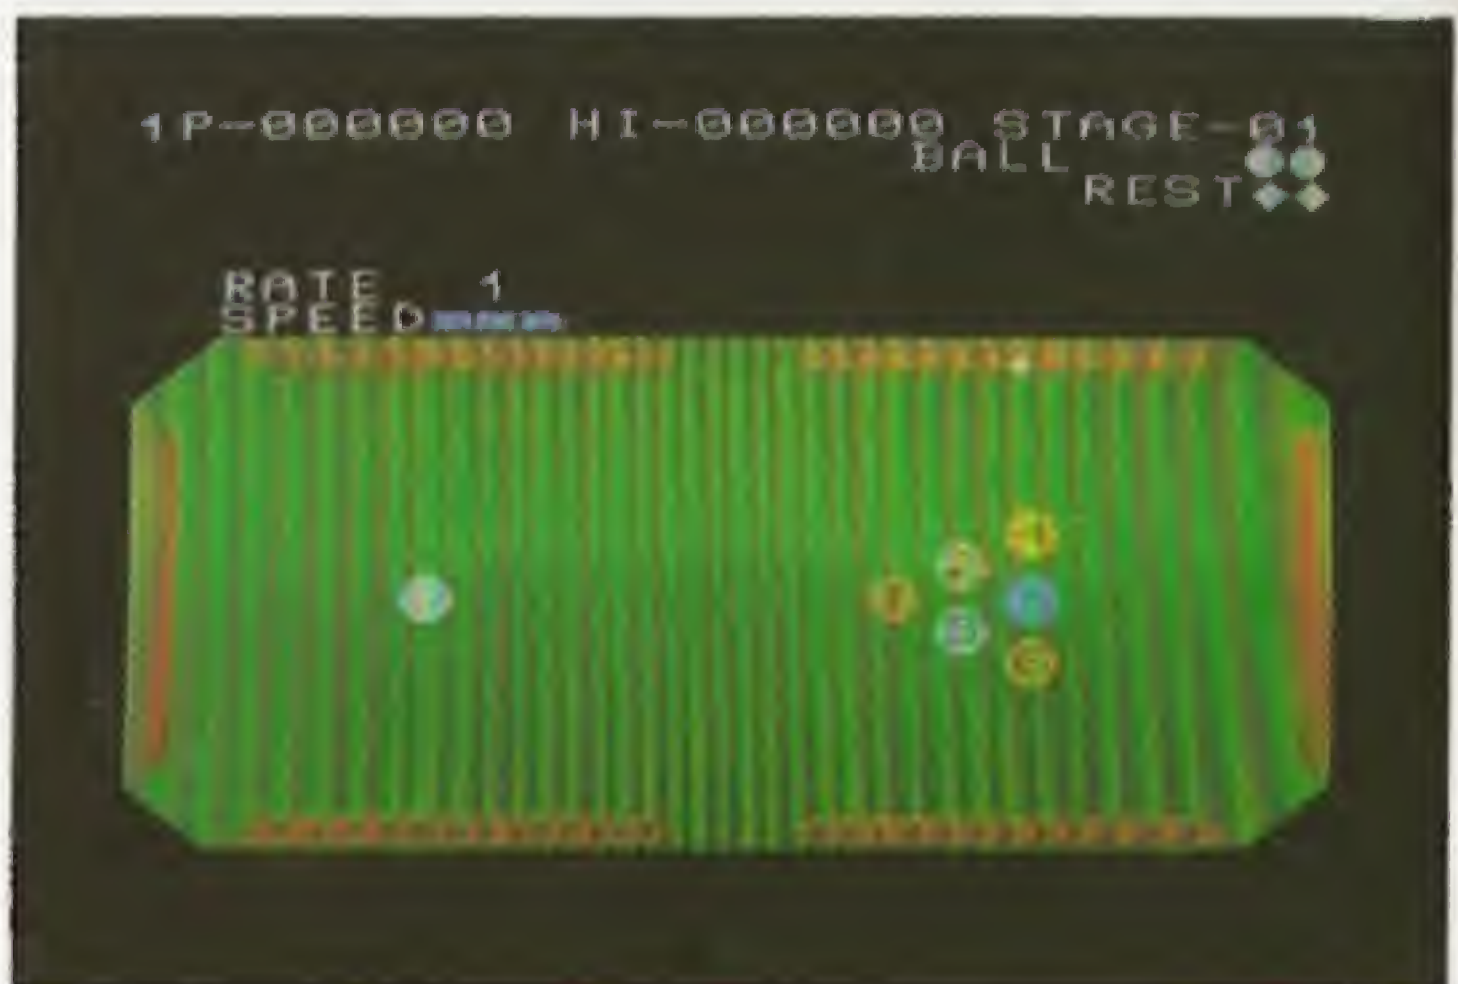 1P-000000 HI-000000 STAGE-01
BALL
REST
RATE 1
SPEED